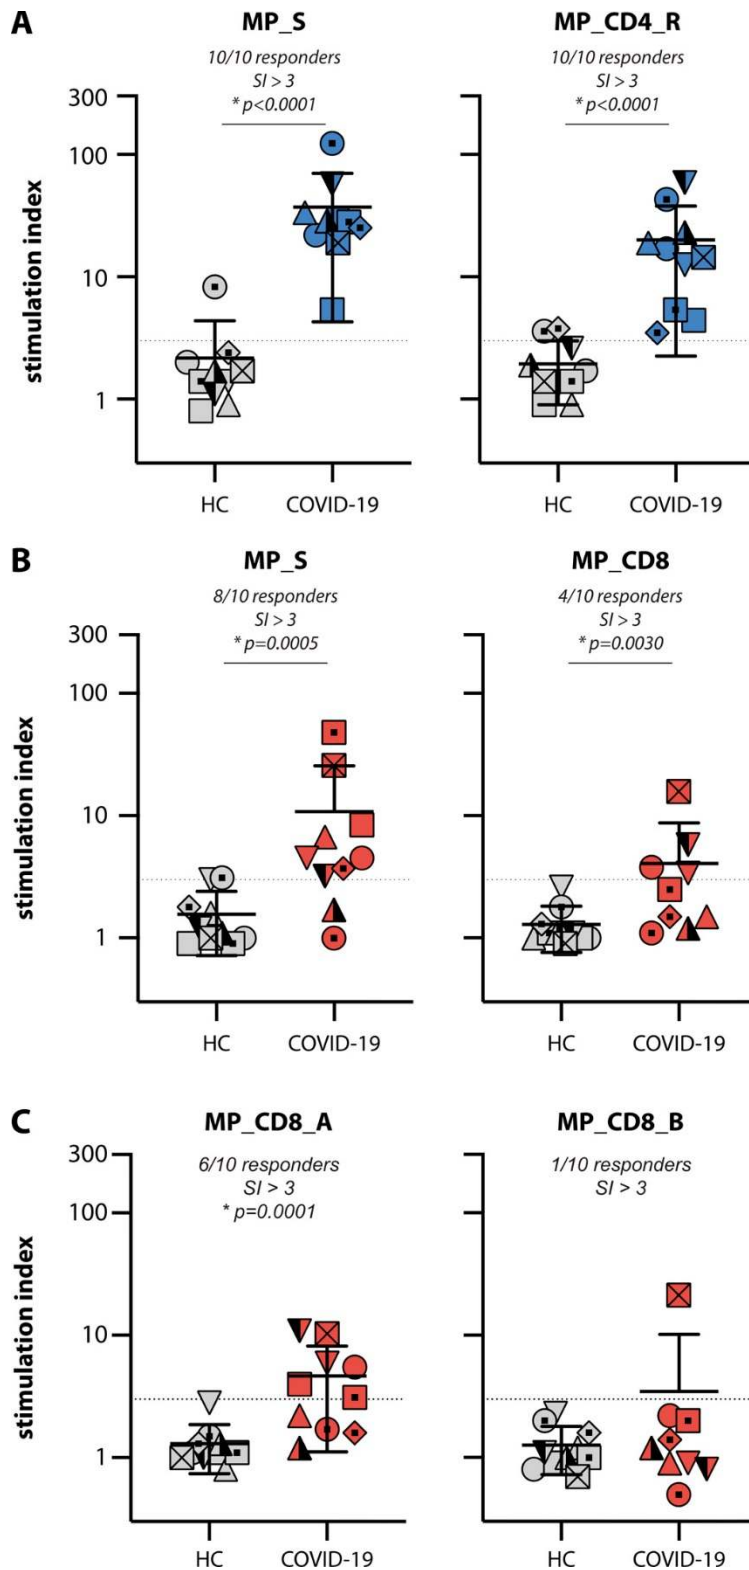 A
MP_S
10/10 responders
SI > 3
* p<0.0001
MP_CD4_R
10/10 responders
SI > 3
* p<0.0001
stimulation index
300
100
10
1
HC
COVID-19
HC
COVID-19
B
MP_S
8/10 responders
SI > 3
* p=0.0005
MP_CD8
4/10 responders
SI > 3
* p=0.0030
stimulation index
300
100
10
1
HC
COVID-19
HC
COVID-19
C
MP_CD8_A
6/10 responders
SI > 3
* p=0.0001
MP_CD8_B
1/10 responders
SI > 3
stimulation index
300
100
10
1
HC
COVID-19
HC
COVID-19